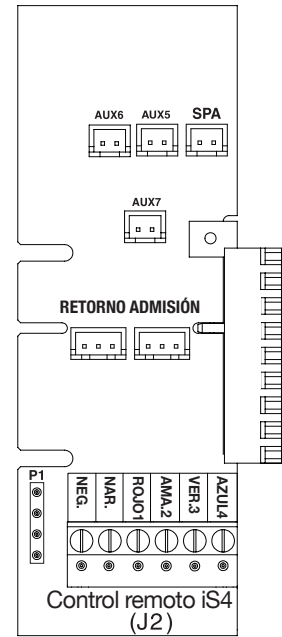 AUX6 AUX5 SPA
AUX7
RETORNO ADMISIÓN
P1
NEG. NAR. ROJO1 AMA.2 VER.3 AZUL4
Control remoto iS4
(J2)